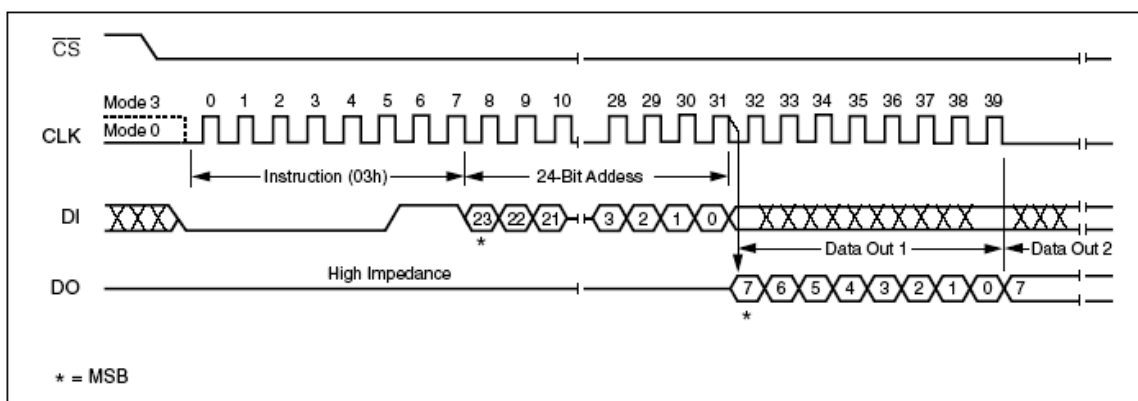 CS
Mode 3
0 1 2 3 4 5 6 7 8 9 10 28 29 30 31 32 33 34 35 36 37 38 39
CLK
Mode 0
Instruction (03h)
24-Bit Addess
DI
23 22 21 3 2 1 0
*
Data Out 1
Data Out 2
High Impedance
DO
7 6 5 4 3 2 1 0 7
*
* = MSB